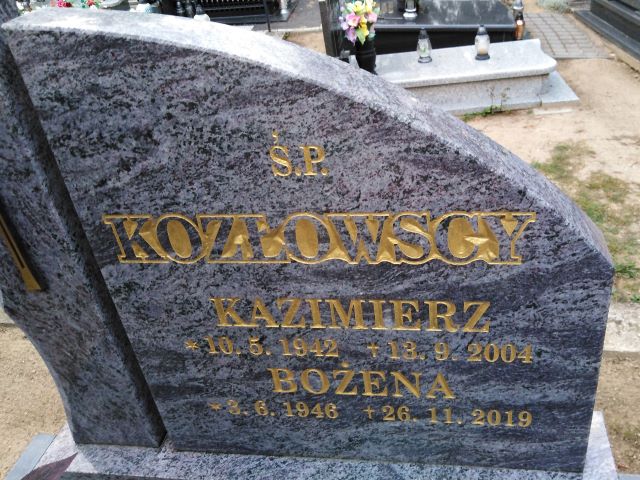 Ś.P.
KOZŁOWSCY
KAZIMIERZ
*10.5.1942 †13.9.2004
BOŻENA
*3.6.1946 †26.11.2019